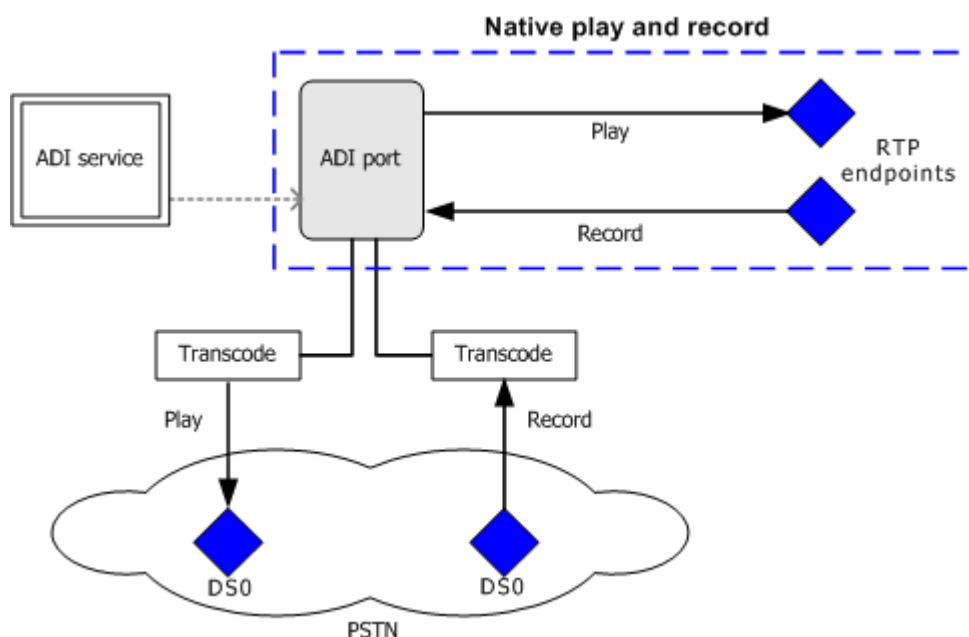 Native play and record
ADI service
ADI port
Play
RTP
endpoints
Record
Transcode
Transcode
Play
Record
DS0
DS0
PSTN